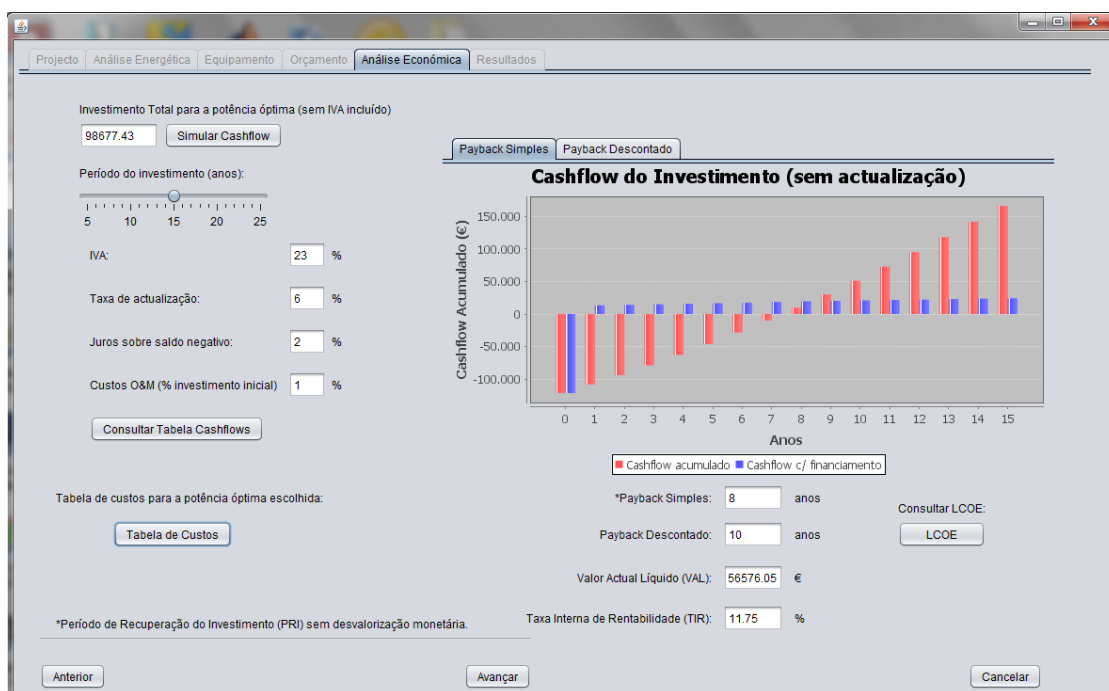 Projecto Análise Energética Equipamento Orçamento Análise Económica Resultados
Investimento Total para a potência óptima (sem IVA incluído)
98677.43 Simular Cashflow
Período do investimento (anos):
5 10 15 20 25
IVA: 23 %
Taxa de actualização: 6 %
Juros sobre saldo negativo: 2 %
Custos O&M (% investimento inicial) 1 %
Consultar Tabela Cashflows
Tabela de custos para a potência óptima escolhida:
Tabela de Custos
*Período de Recuperação do Investimento (PRI) sem desvalorização monetária.
Payback Simples Payback Descontado
Cashflow do Investimento (sem actualização)
Cashflow Acumulado (€)
150.000
100.000
50.000
0
-50.000
-100.000
0 1 2 3 4 5 6 7 8 9 10 11 12 13 14 15
Anos
Cashflow acumulado Cashflow c/ financiamento
*Payback Simples: 8 anos
Consultar LCOE:
Payback Descontado: 10 anos
LCOE
Valor Actual Líquido (VAL): 56576.05 €
Taxa Interna de Rentabilidade (TIR): 11.75 %
Anterior Avançar Cancelar